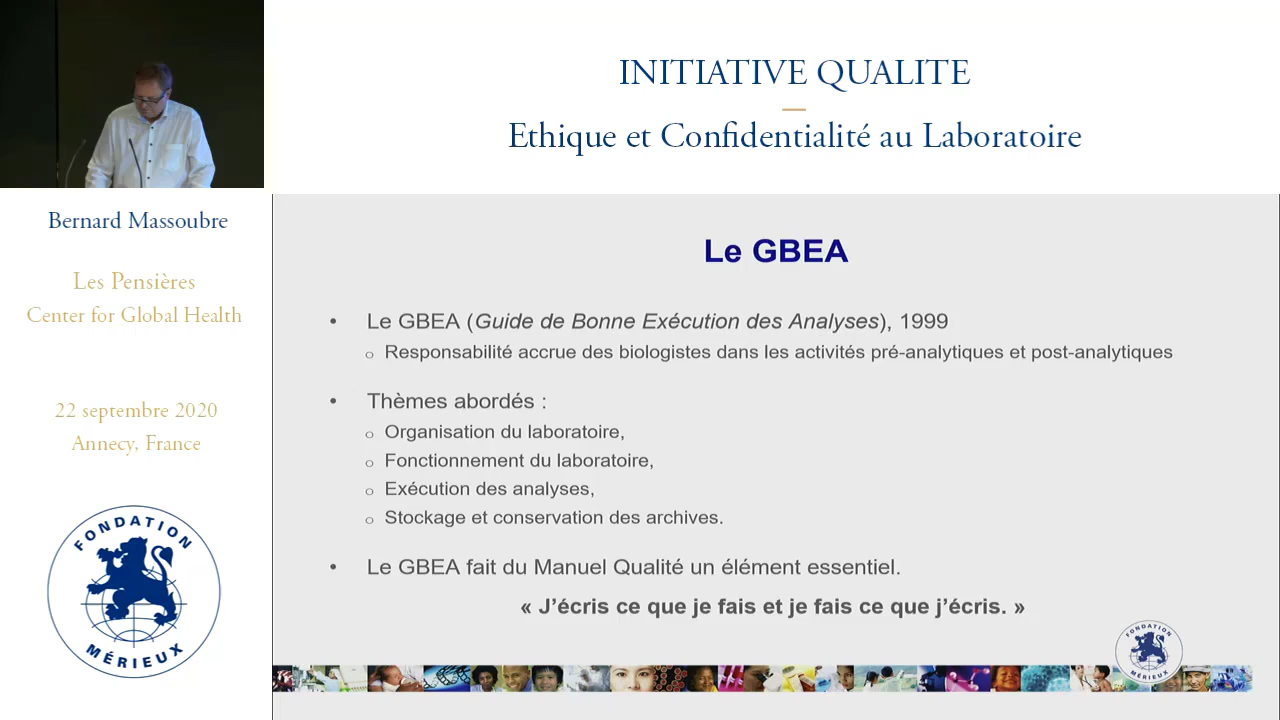 INITIATIVE QUALITE
Ethique et Confidentialité au Laboratoire
Bernard Massoubre
Les Pensières
Center for Global Health
22 septembre 2020
Annecy, France
FONDATION
MÉRIEUX
Le GBEA
• Le GBEA (Guide de Bonne Exécution des Analyses), 1999
o Responsabilité accrue des biologistes dans les activités pré-analytiques et post-analytiques
• Thèmes abordés :
o Organisation du laboratoire,
o Fonctionnement du laboratoire,
o Exécution des analyses,
o Stockage et conservation des archives.
• Le GBEA fait du Manuel Qualité un élément essentiel.
« J’écris ce que je fais et je fais ce que j’écris. »
FONDATION
MÉRIEUX